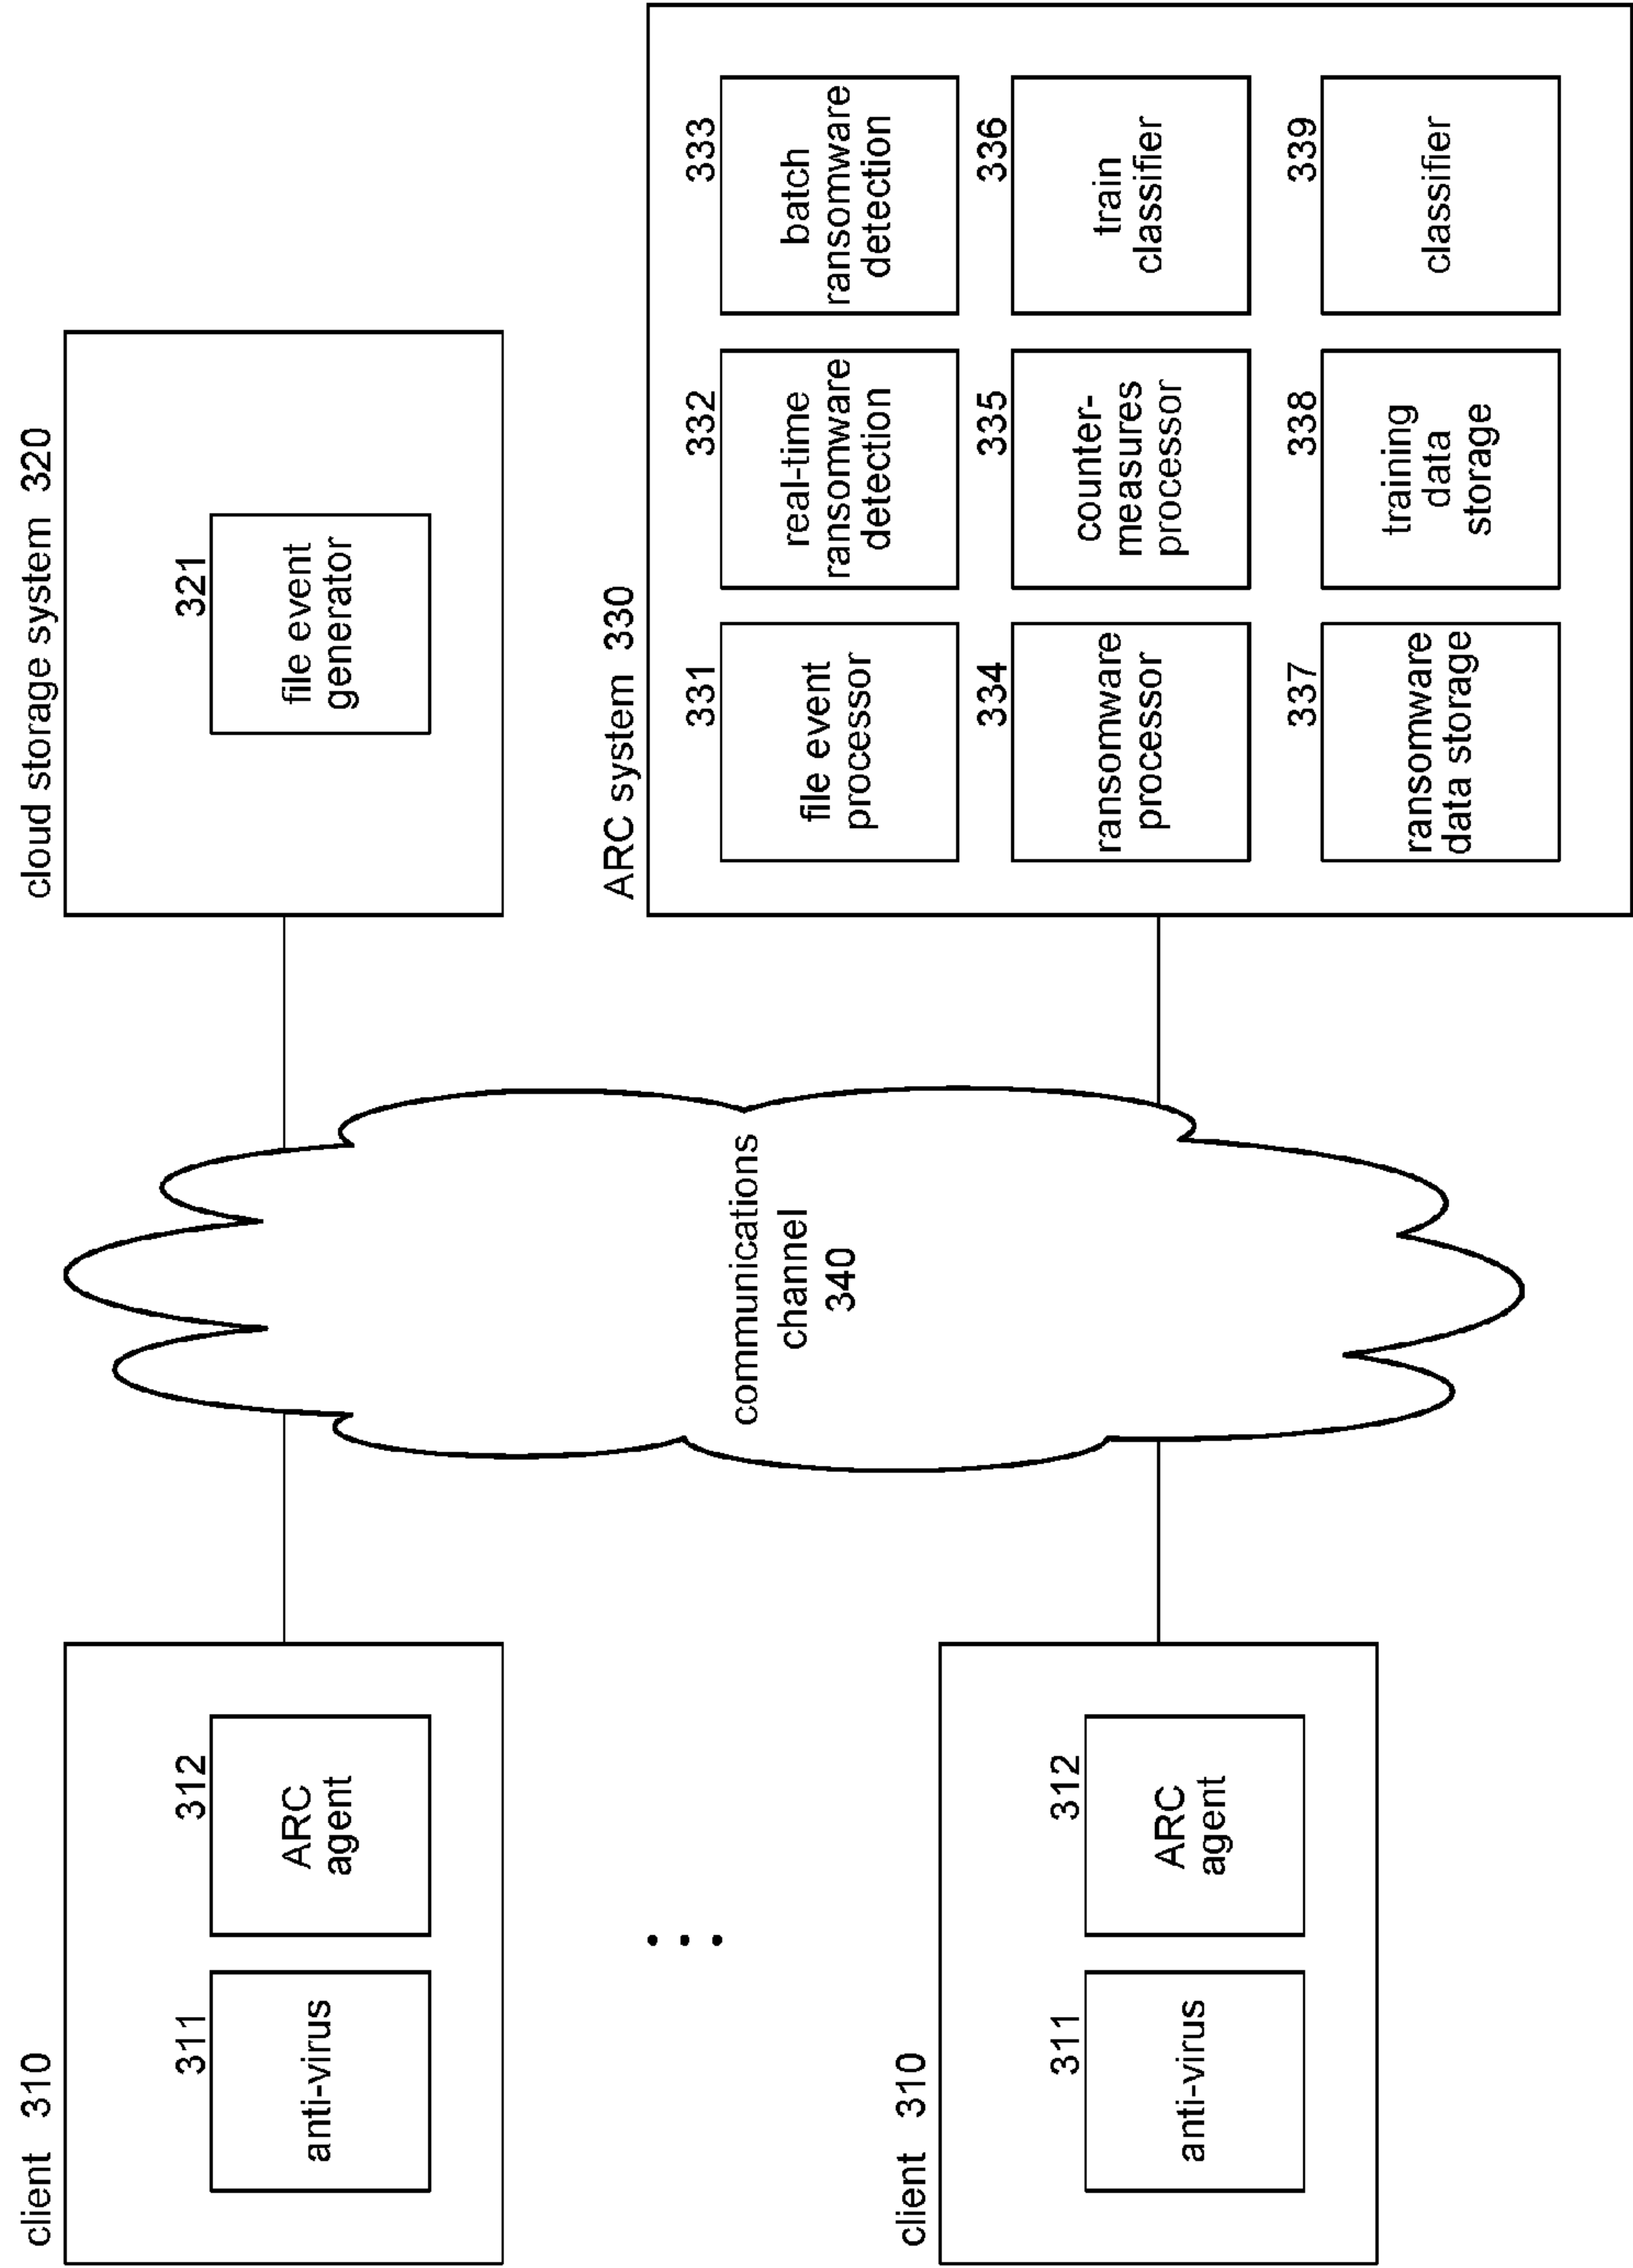 client 310
311
anti-virus
312
ARC
agent
client 310
311
anti-virus
312
ARC
agent
communications
channel
340
cloud storage system 320
321
file event
generator
ARC system 330
331
file event
processor
332
real-time
ransomware
detection
333
batch
ransomware
detection
334
ransomware
processor
335
counter-
measures
processor
336
train
classifier
337
ransomware
data storage
338
training
data
storage
339
classifier